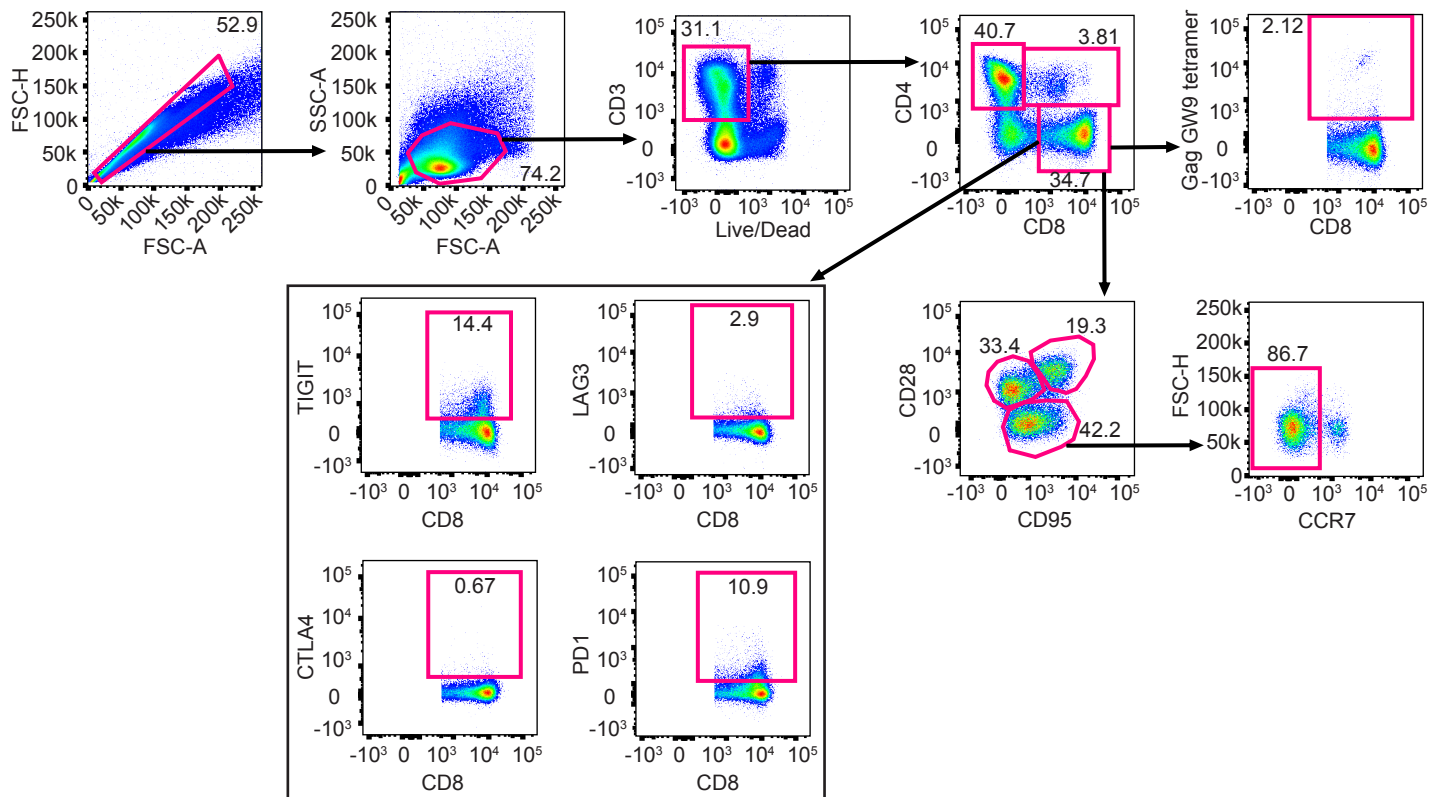 52.9
FSC-H
250k
200k
150k
100k
50k
0
0 50k 100k 150k 200k 250k
FSC-A
SSC-A
250k
200k
150k
100k
50k
0
74.2
0 50k 100k 150k 200k 250k
FSC-A
31.1
CD3
10⁵
10⁴
10³
0
-10³
-10³ 0 10³ 10⁴ 10⁵
Live/Dead
40.7
3.81
CD4
10⁵
10⁴
10³
0
-10³
34.7
-10³ 0 10³ 10⁴ 10⁵
CD8
2.12
Gag GW9 tetramer
10⁵
10⁴
10³
0
-10³
-10³ 0 10³ 10⁴ 10⁵
CD8
14.4
TIGIT
10⁵
10⁴
10³
0
-10³
-10³ 0 10³ 10⁴ 10⁵
CD8
2.9
LAG3
10⁵
10⁴
10³
0
-10³
-10³ 0 10³ 10⁴ 10⁵
CD8
19.3
33.4
CD28
10⁵
10⁴
10³
0
-10³
42.2
-10³ 0 10³ 10⁴ 10⁵
CD95
86.7
FSC-H
250k
200k
150k
100k
50k
0
-10³ 0 10³ 10⁴ 10⁵
CCR7
0.67
CTLA4
10⁵
10⁴
10³
0
-10³
-10³ 0 10³ 10⁴ 10⁵
CD8
10.9
PD1
10⁵
10⁴
10³
0
-10³
-10³ 0 10³ 10⁴ 10⁵
CD8